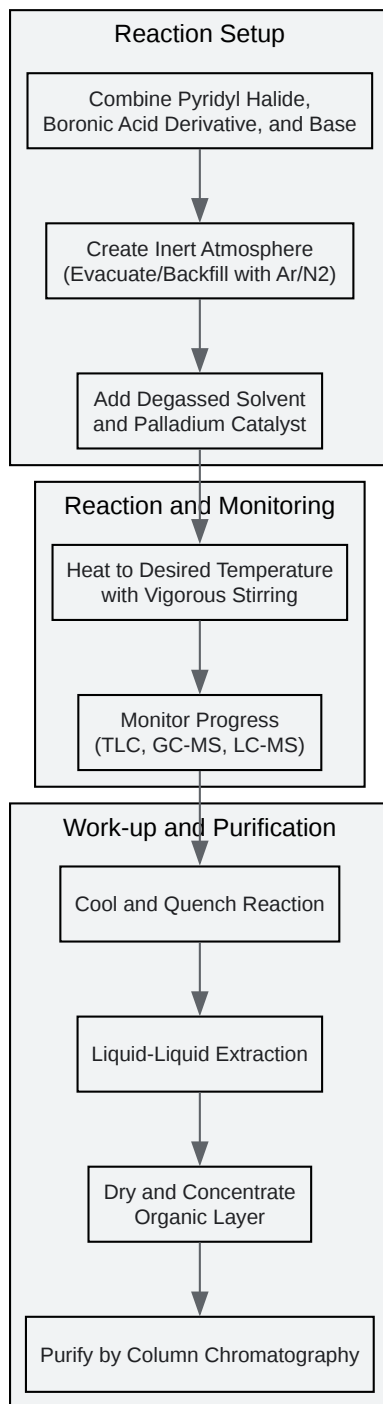 Reaction Setup
Combine Pyridyl Halide,
Boronic Acid Derivative, and Base
Create Inert Atmosphere
(Evacuate/Backfill with Ar/N2)
Add Degassed Solvent
and Palladium Catalyst
Reaction and Monitoring
Heat to Desired Temperature
with Vigorous Stirring
Monitor Progress
(TLC, GC-MS, LC-MS)
Work-up and Purification
Cool and Quench Reaction
Liquid-Liquid Extraction
Dry and Concentrate
Organic Layer
Purify by Column Chromatography